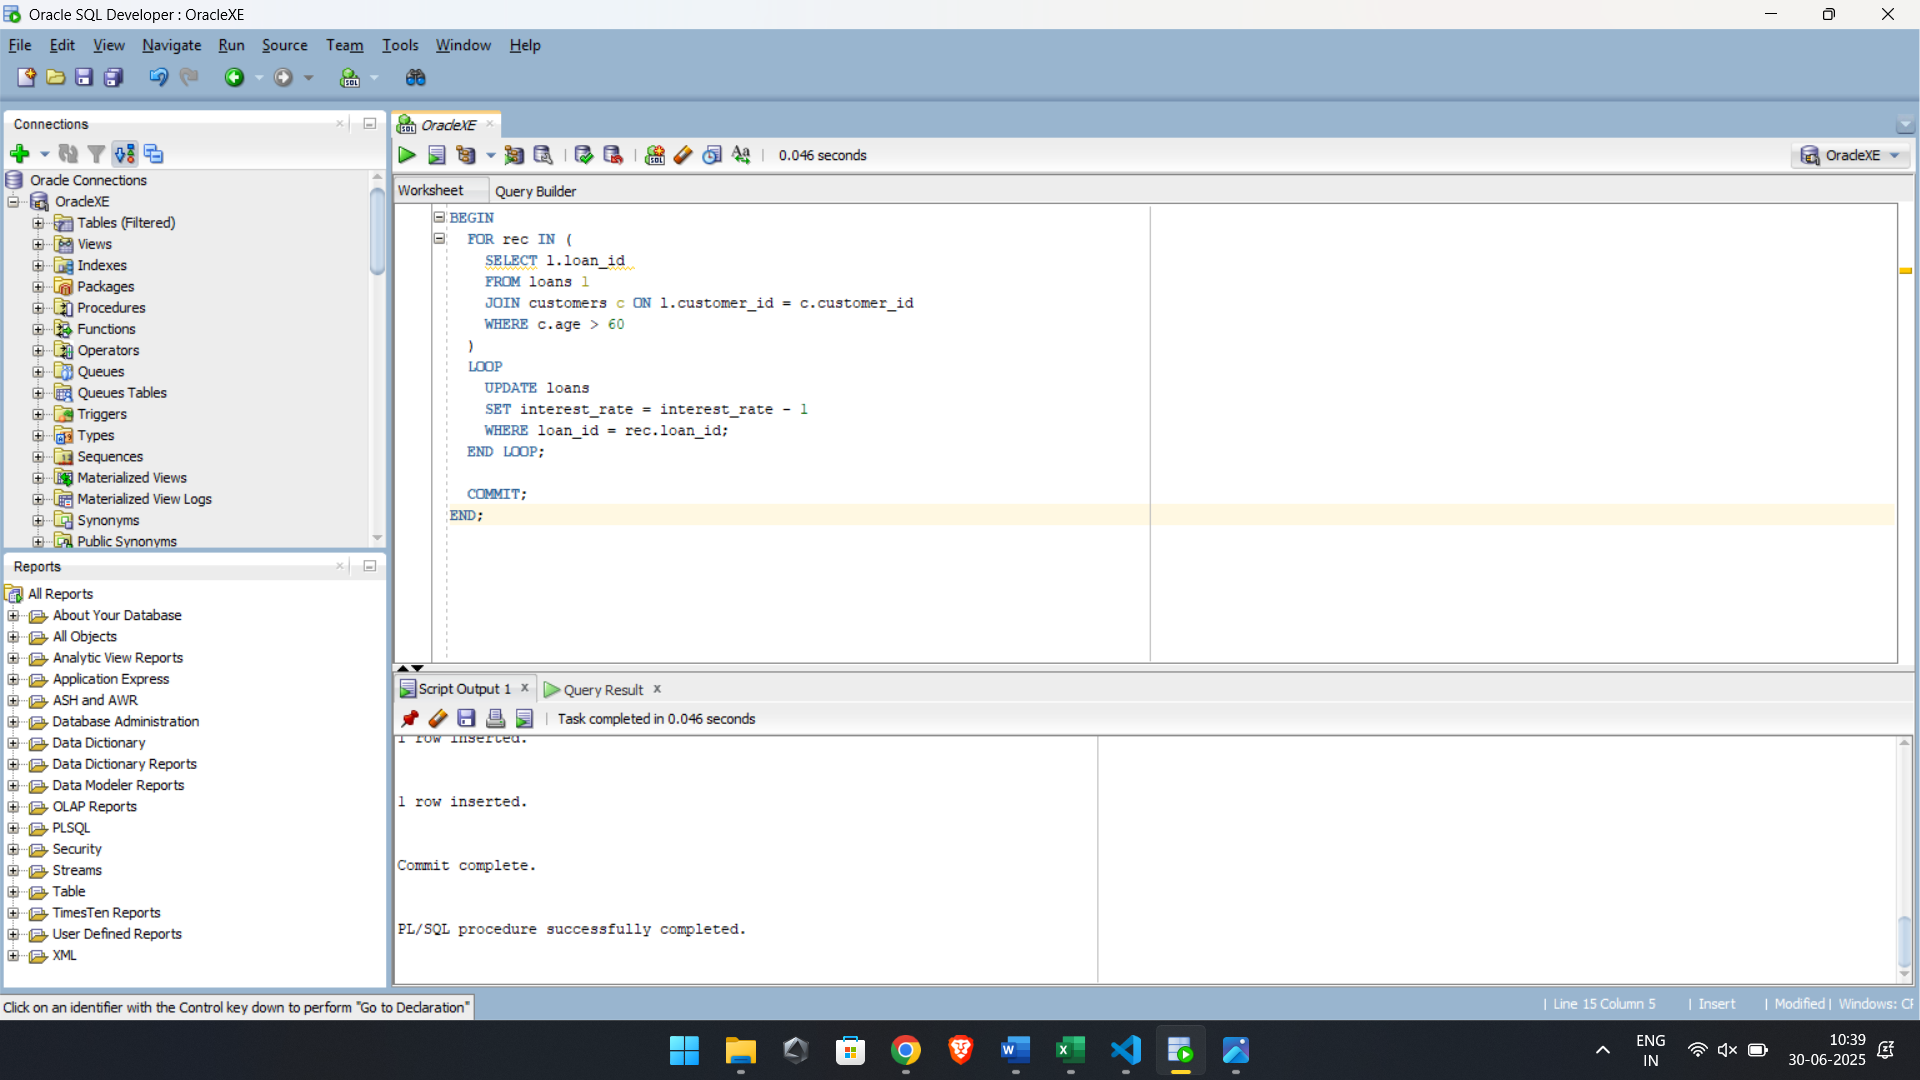 Oracle SQL Developer : OracleXE
File Edit View Navigate Run Source Team Tools Window Help
Connections
Oracle Connections
OracleXE
Tables (Filtered)
Views
Indexes
Packages
Procedures
Functions
Operators
Queues
Queues Tables
Triggers
Types
Sequences
Materialized Views
Materialized View Logs
Synonyms
Public Synonyms
Reports
All Reports
About Your Database
All Objects
Analytic View Reports
Application Express
ASH and AWR
Database Administration
Data Dictionary
Data Dictionary Reports
Data Modeler Reports
OLAP Reports
PLSQL
Security
Streams
Table
TimesTen Reports
User Defined Reports
XML
OracleXE
0.046 seconds
OracleXE
Worksheet Query Builder
BEGIN
FOR rec IN (
SELECT l.loan_id
FROM loans l
JOIN customers c ON l.customer_id = c.customer_id
WHERE c.age > 60
)
LOOP
UPDATE loans
SET interest_rate = interest_rate - 1
WHERE loan_id = rec.loan_id;
END LOOP;
COMMIT;
END;
Script Output 1 Query Result
Task completed in 0.046 seconds
1 row inserted.
1 row inserted.
Commit complete.
PL/SQL procedure successfully completed.
Click on an identifier with the Control key down to perform "Go to Declaration"
Line 15 Column 5 Insert Modified Windows: CF
ENG
IN
10:39
30-06-2025